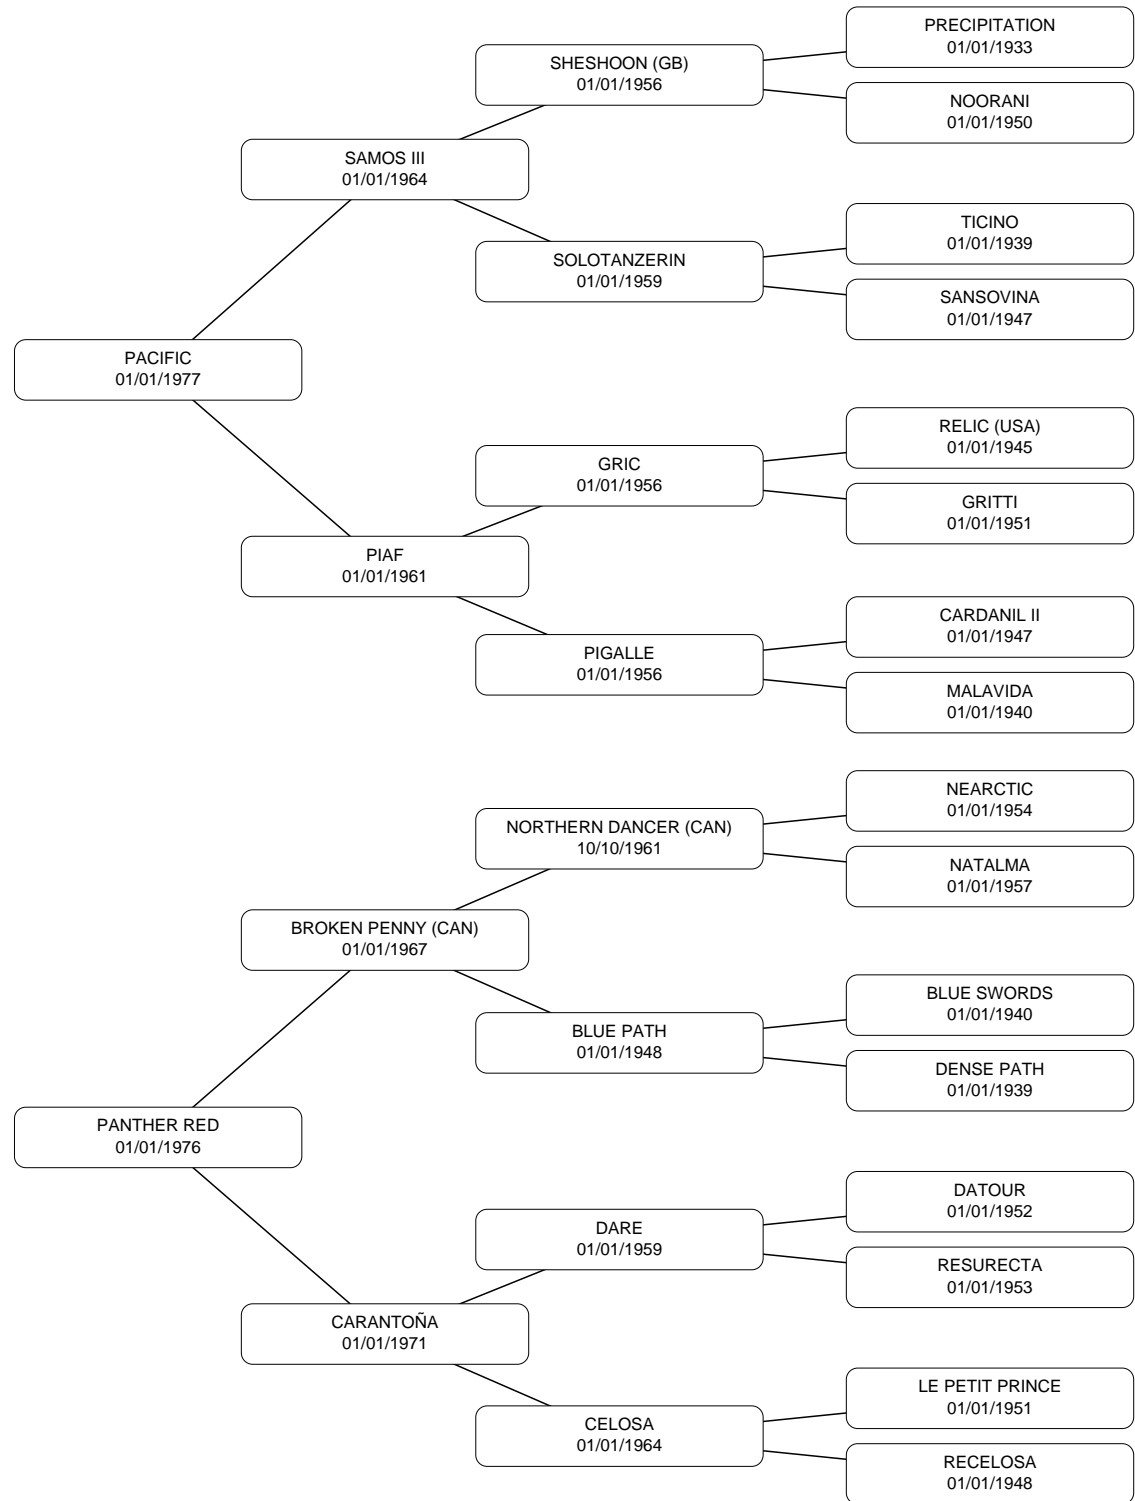 PRECIPITATION
01/01/1933
SHESHOON (GB)
01/01/1956
NOORANI
01/01/1950
SAMOS III
01/01/1964
TICINO
01/01/1939
SOLOTANZERIN
01/01/1959
SANSOVINA
01/01/1947
PACIFIC
01/01/1977
RELIC (USA)
01/01/1945
GRIC
01/01/1956
GRITTI
01/01/1951
PIAF
01/01/1961
CARDANIL II
01/01/1947
PIGALLE
01/01/1956
MALAVIDA
01/01/1940
NEARCTIC
01/01/1954
NORTHERN DANCER (CAN)
10/10/1961
NATALMA
01/01/1957
BROKEN PENNY (CAN)
01/01/1967
BLUE SWORDS
01/01/1940
BLUE PATH
01/01/1948
DENSE PATH
01/01/1939
PANTHER RED
01/01/1976
DATOUR
01/01/1952
DARE
01/01/1959
RESURECTA
01/01/1953
CARANTOÑA
01/01/1971
LE PETIT PRINCE
01/01/1951
CELOSA
01/01/1964
RECELOSA
01/01/1948